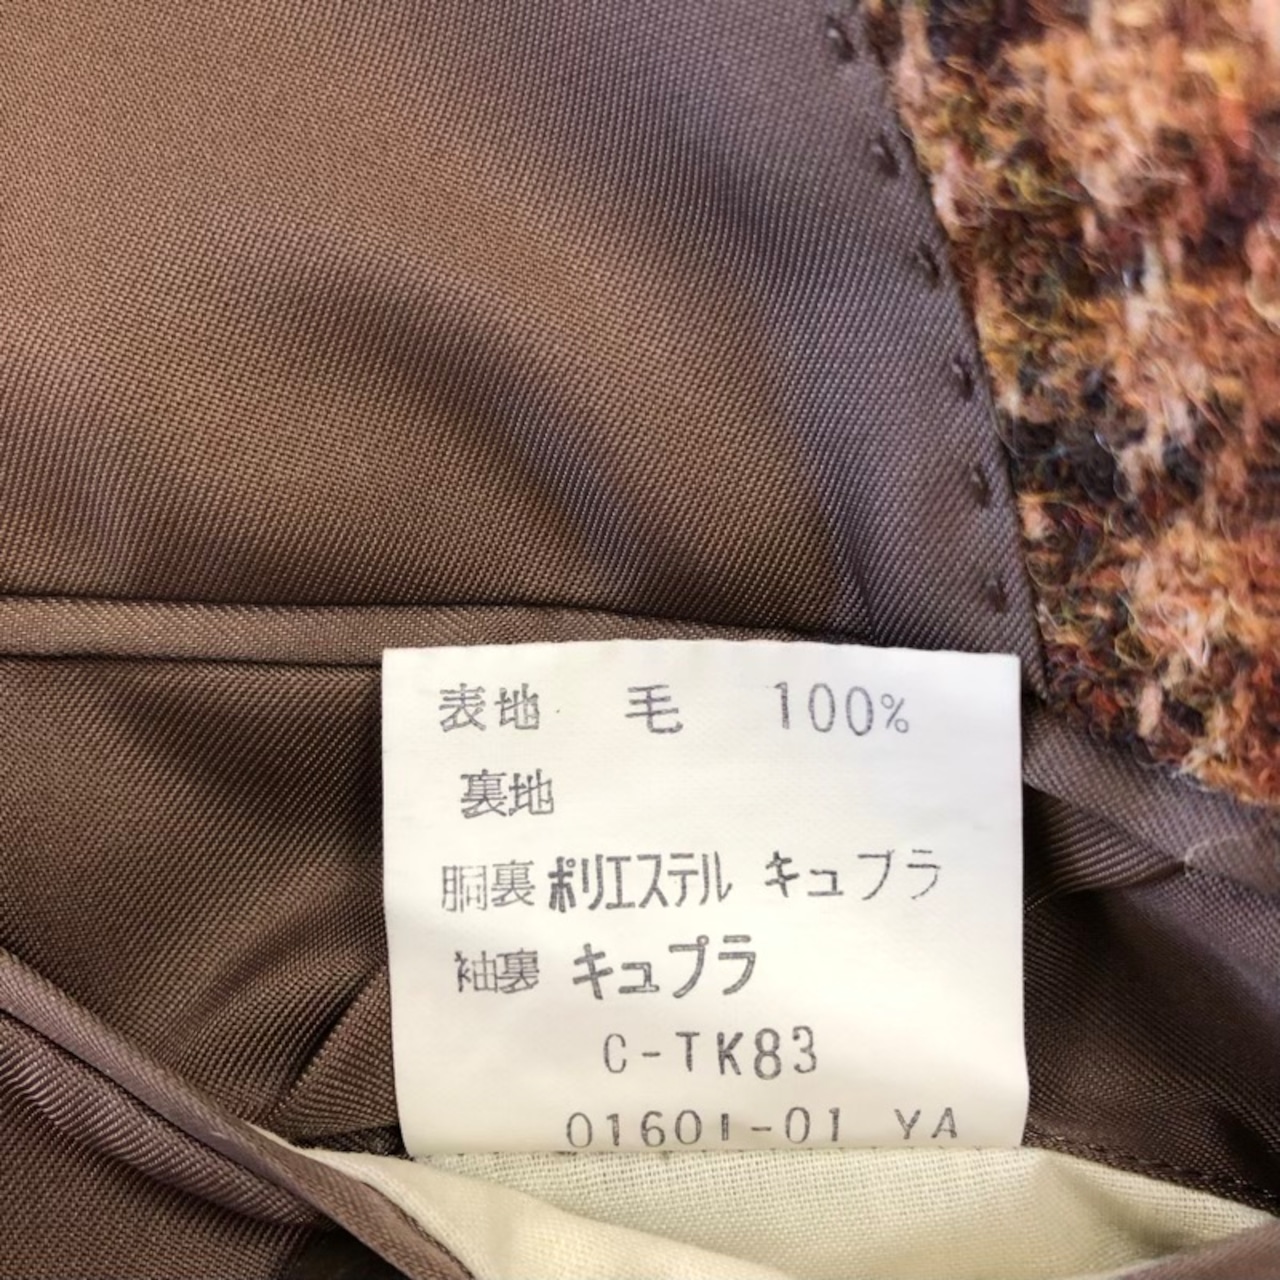 表地 毛 100%
裏地
胴裏 ポリエステル キュプラ
袖裏 キュプラ
C-TK83
01601-01 YA